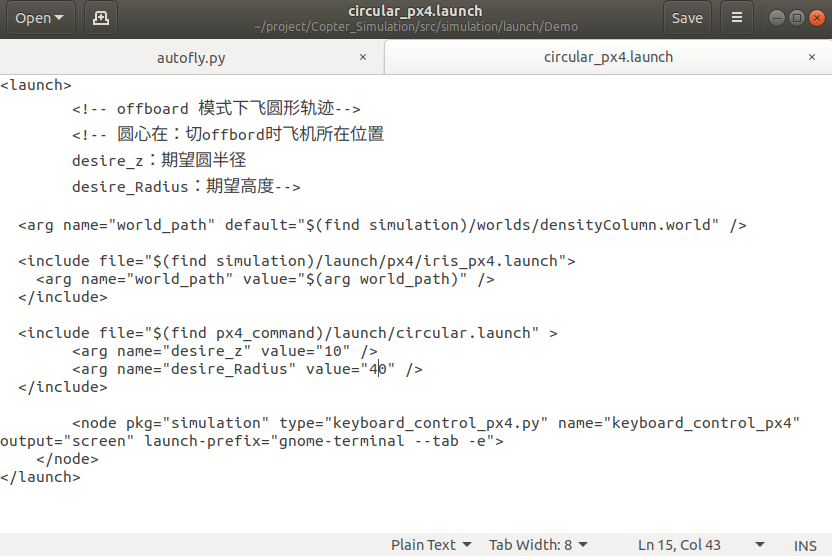 Open
circular_px4.launch
~/project/Copter_Simulation/src/simulation/launch/Demo
Save
autofly.py
×
circular_px4.launch
×
<launch>
<!-- offboard 模式下飞圆形轨迹-->
<!-- 圆心在：切offbord时飞机所在位置
desire_z：期望圆半径
desire_Radius：期望高度-->
<arg name="world_path" default="$(find simulation)/worlds/densityColumn.world" />
<include file="$(find simulation)/launch/px4/iris_px4.launch">
<arg name="world_path" value="$(arg world_path)" />
</include>
<include file="$(find px4_command)/launch/circular.launch" >
<arg name="desire_z" value="10" />
<arg name="desire_Radius" value="40" />
</include>
<node pkg="simulation" type="keyboard_control_px4.py" name="keyboard_control_px4"
output="screen" launch-prefix="gnome-terminal --tab -e">
</node>
</launch>
Plain Text
Tab Width: 8
Ln 15, Col 43
INS